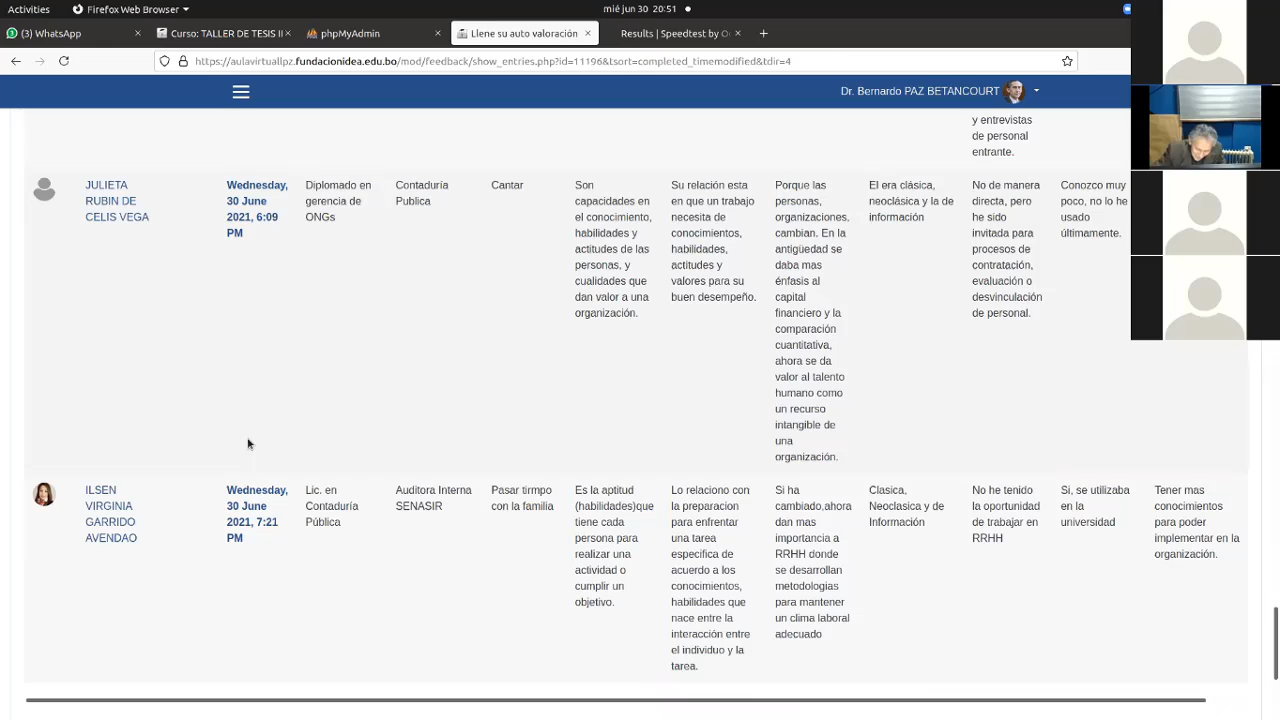 Activities
Firefox Web Browser
mié jun 30 20:51
(3) WhatsApp
Curso: TALLER DE TESIS II
phpMyAdmin
Llene su auto valoración
Results | Speedtest by O
https://aulavirtuallpz.fundacionidea.edu.bo/mod/feedback/show_entries.php?id=11196&tsort=completed_timemodified&tdir=4
Dr. Bernardo PAZ BETANCOURT
y entrevistas
de personal
entrante.
JULIETA
RUBIN DE
CELIS VEGA
Wednesday,
30 June
2021, 6:09
PM
Diplomado en
gerencia de
ONGs
Contaduría
Publica
Cantar
Son
capacidades en
el conocimiento,
habilidades y
actitudes de las
personas, y
cualidades que
dan valor a una
organización.
Su relación esta
en que un trabajo
necesita de
conocimientos,
habilidades,
actitudes y
valores para su
buen desempeño.
Porque las
personas,
organizaciones,
cambian. En la
antigüedad se
daba mas
énfasis al
capital
financiero y la
comparación
cuantitativa,
ahora se da
valor al talento
humano como
un recurso
intangible de
una
organización.
El era clásica,
neoclásica y la de
información
No de manera
directa, pero
he sido
invitada para
procesos de
contratación,
evaluación o
desvinculación
de personal.
Conozco muy
poco, no lo he
usado
últimamente.
ILSEN
VIRGINIA
GARRIDO
AVENDAO
Wednesday,
30 June
2021, 7:21
PM
Lic. en
Contaduría
Pública
Auditora Interna
SENASIR
Pasar tirmpo
con la familia
Es la aptitud
(habilidades)que
tiene cada
persona para
realizar una
actividad o
cumplir un
objetivo.
Lo relaciono con
la preparacion
para enfrentar
una tarea
especifica de
acuerdo a los
conocimientos,
habilidades que
nace entre la
interacción entre
el individuo y la
tarea.
Si ha
cambiado,ahora
dan mas
importancia a
RRHH donde
se desarrollan
metodologias
para mantener
un clima laboral
adecuado
Clasica,
Neoclasica y de
Información
No he tenido
la oportunidad
de trabajar en
RRHH
Si, se utilizaba
en la
universidad
Tener mas
conocimientos
para poder
implementar en la
organización.